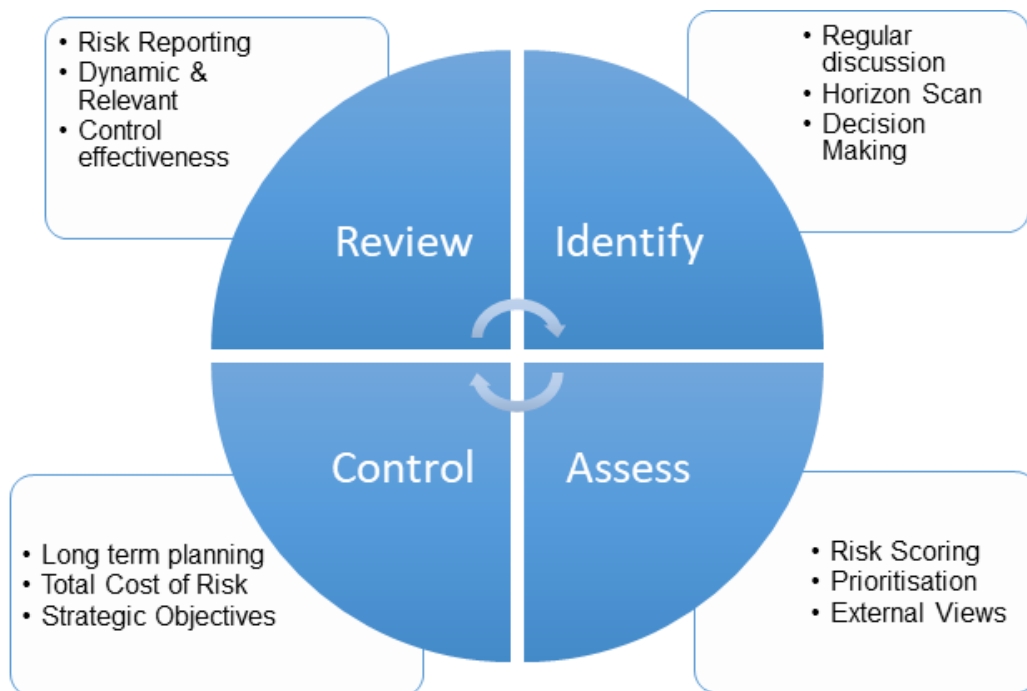 • Risk Reporting
• Dynamic &
Relevant
• Control
effectiveness
• Regular
discussion
• Horizon Scan
• Decision
Making
Review
Identify
Control
Assess
• Long term planning
• Total Cost of Risk
• Strategic Objectives
• Risk Scoring
• Prioritisation
• External Views